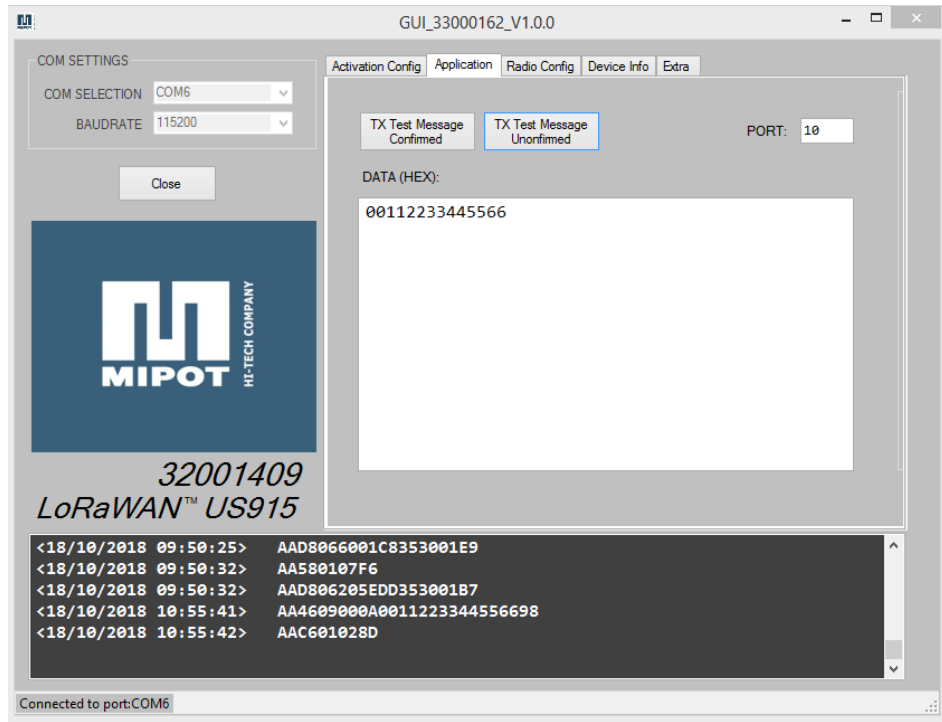 GUI_33000162_V1.0.0
COM SETTINGS
COM SELECTION COM6
BAUDRATE 115200
Close
MIPOT HI-TECH COMPANY
32001409
LoRaWAN™ US915
Activation Config Application Radio Config Device Info Extra
TX Test Message
Confirmed
TX Test Message
Unonfirmed
PORT: 10
DATA (HEX):
00112233445566
<18/10/2018 09:50:25> AAD8066001C8353001E9
<18/10/2018 09:50:32> AA580107F6
<18/10/2018 09:50:32> AAD806205EDD353001B7
<18/10/2018 10:55:41> AA4609000A0011223344556698
<18/10/2018 10:55:42> AAC601028D
Connected to port:COM6